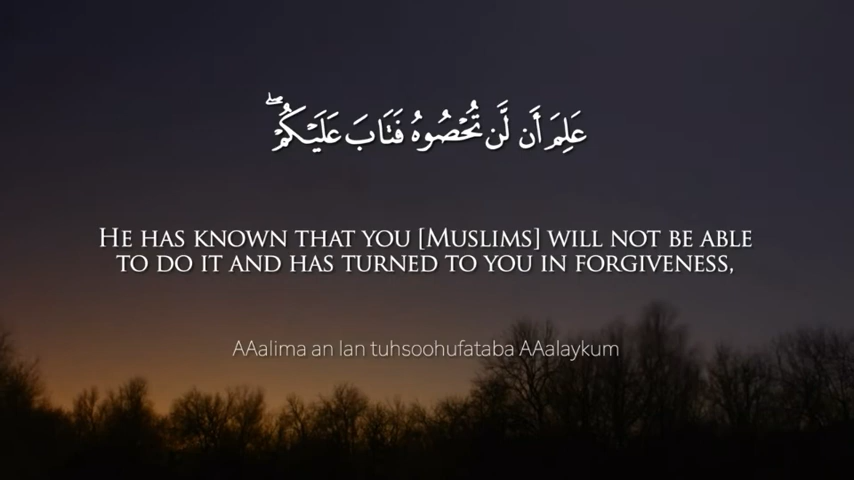 عَلِمَ أَن لَّن تُحْصُوهُ فَتَابَ عَلَيْكُمْ ۖ
He has known that you [Muslims] will not be able
to do it and has turned to you in forgiveness,
AAalima an lan tuhsoohufataba AAalaykum